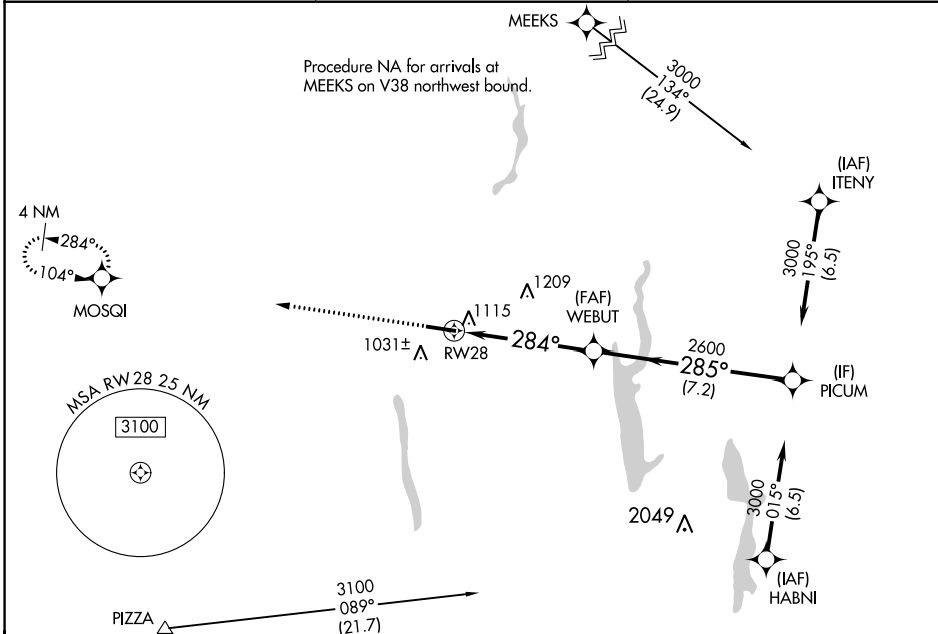 MEEKS
Procedure NA for arrivals at
MEEKS on V38 northwest bound.
3000
134°
(24.9)
(IAF)
ITENY
3000
195°
(6.5)
4 NM
284°
104°
MOSQI
1209
1115
1031±
RW28
(FAF)
WEBUT
284°
2600
285°
(7.2)
(IF)
PICUM
MSA RW 28 25 NM
3100
3000
015°
(6.5)
2049
(IAF)
HABNI
PIZZA
3100
089°
(21.7)